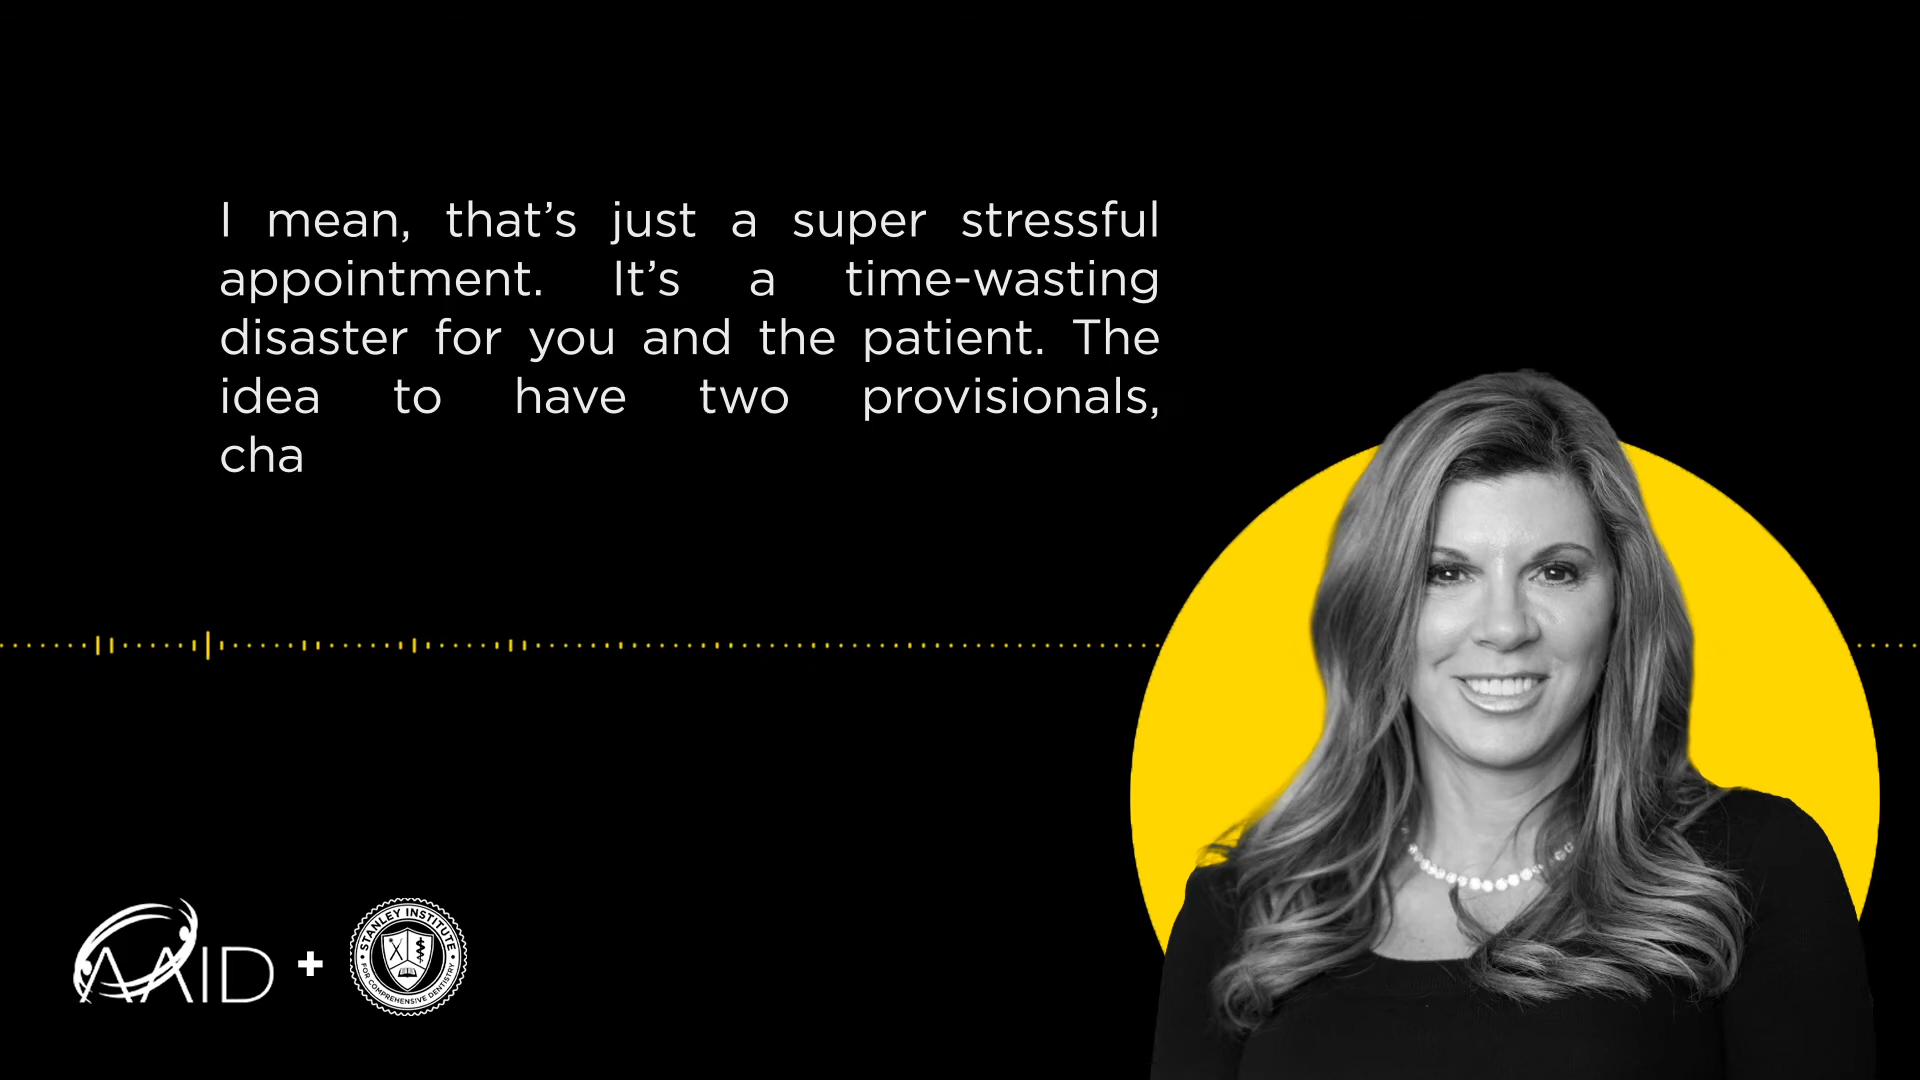 I mean, that’s just a super stressful
appointment. It’s a time-wasting
disaster for you and the patient. The
idea to have two provisionals,
cha
AAID
+
STANLEY INSTITUTE
FOR COMPREHENSIVE DENTISTRY